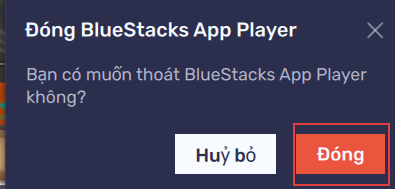 Đóng BlueStacks App Player
Bạn có muốn thoát BlueStacks App Player
không?
Huỷ bỏ
Đóng